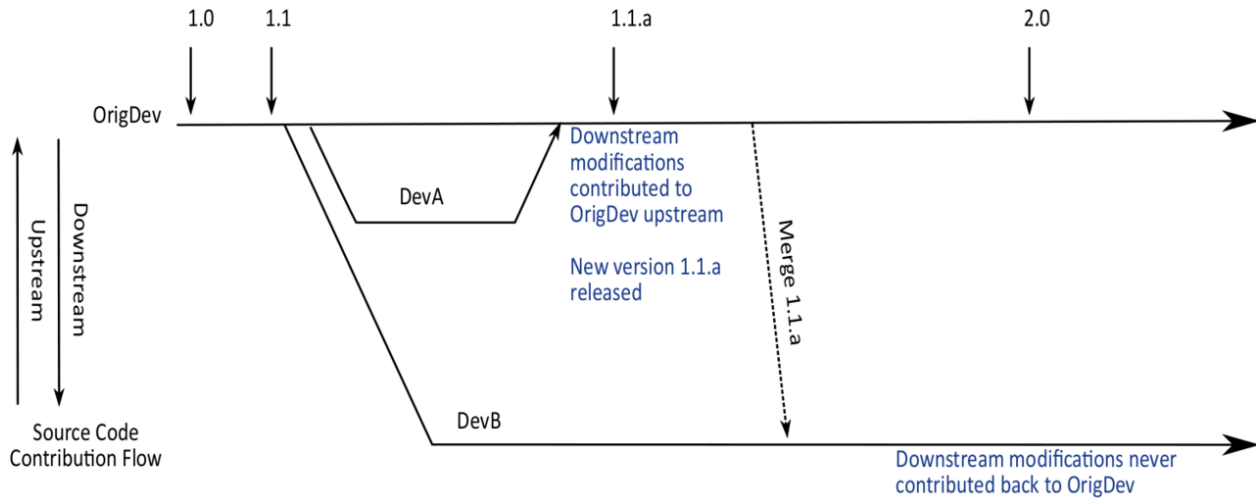 1.0
1.1
1.1.a
2.0
OrigDev
Downstream
modifications
contributed to
OrigDev upstream
New version 1.1.a
released
DevA
Upstream
Downstream
Merge 1.1.a
DevB
Source Code
Contribution Flow
Downstream modifications never
contributed back to OrigDev